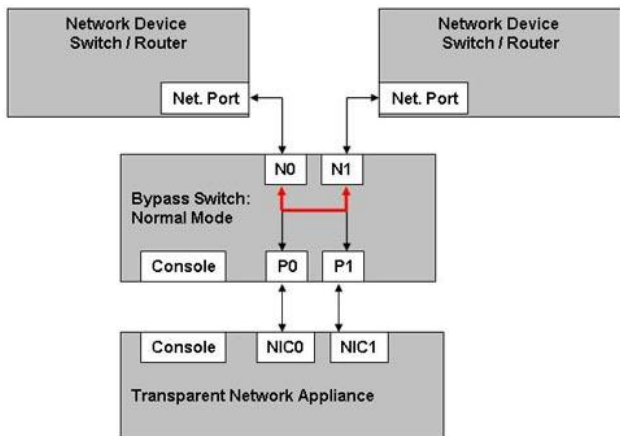 Network Device
Switch / Router
Network Device
Switch / Router
Net. Port
Net. Port
N0
N1
Bypass Switch:
Normal Mode
Console
P0
P1
Console
NIC0
NIC1
Transparent Network Appliance